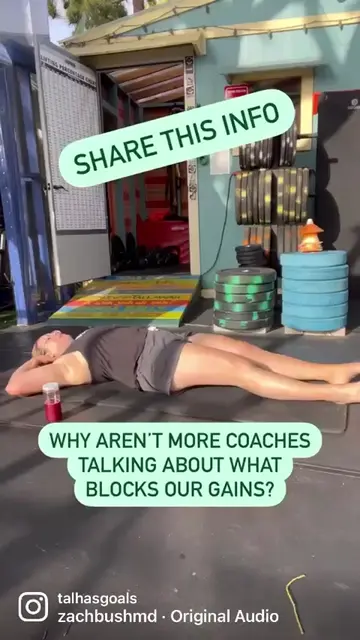 SHARE THIS INFO
WHY AREN'T MORE COACHES
TALKING ABOUT WHAT
BLOCKS OUR GAINS?
talhasgoals
zachbushmd · Original Audio